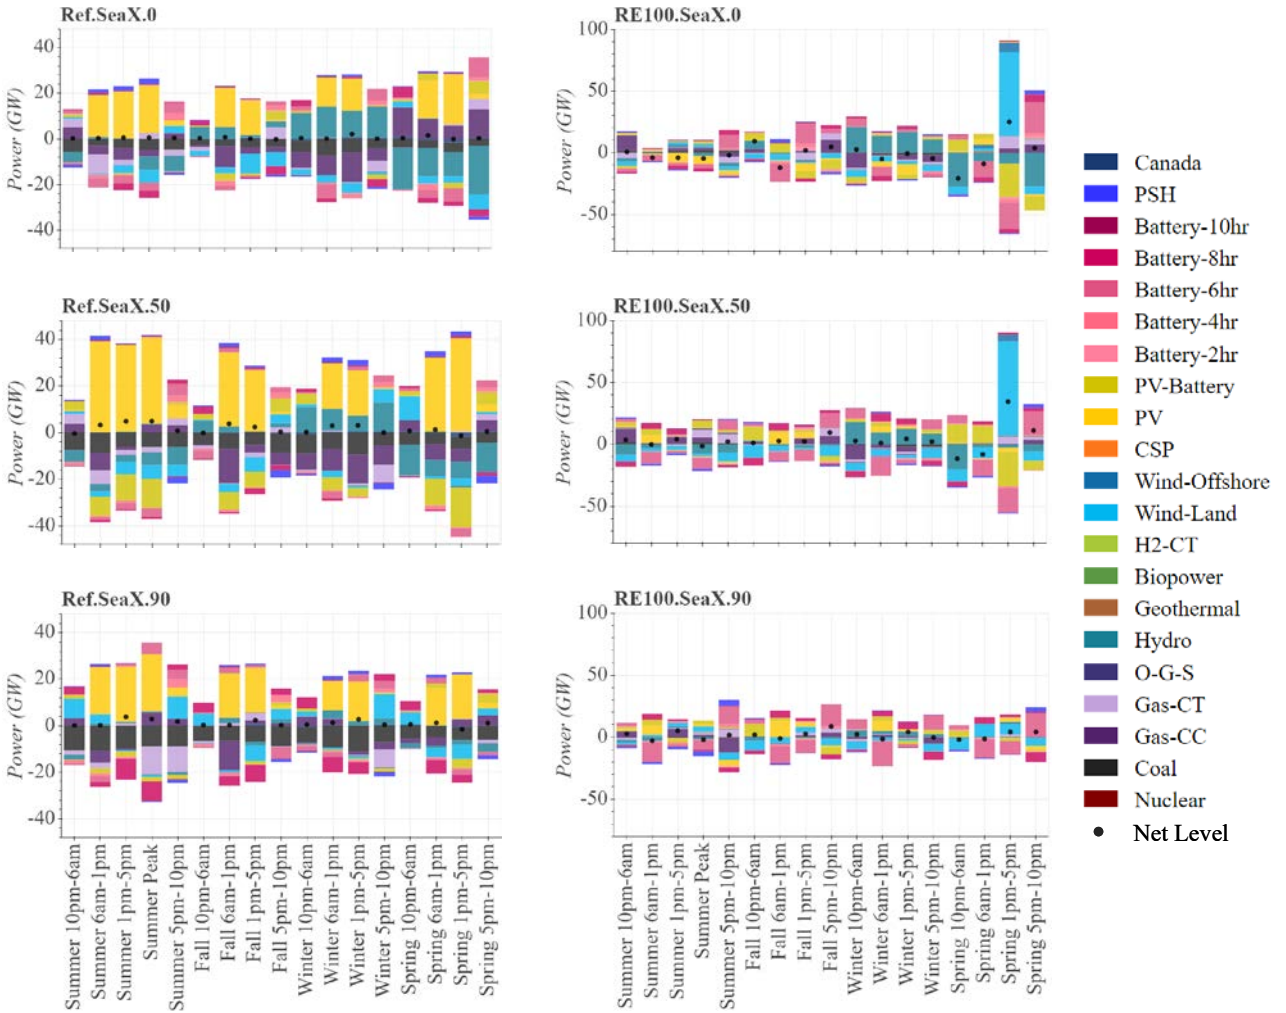 Ref.SeaX.0
Power (GW)
40
20
0
-20
-40
RE100.SeaX.0
Power (GW)
100
50
0
-50
Ref.SeaX.50
Power (GW)
40
20
0
-20
-40
RE100.SeaX.50
Power (GW)
100
50
0
-50
Ref.SeaX.90
Power (GW)
40
20
0
-20
-40
Summer 10pm-6am
Summer 6am-1pm
Summer 1pm-5pm
Summer Peak
Summer 5pm-10pm
Fall 10pm-6am
Fall 6am-1pm
Fall 1pm-5pm
Fall 5pm-10pm
Winter 10pm-6am
Winter 6am-1pm
Winter 1pm-5pm
Winter 5pm-10pm
Spring 10pm-6am
Spring 6am-1pm
Spring 1pm-5pm
Spring 5pm-10pm
RE100.SeaX.90
Power (GW)
100
50
0
-50
Summer 10pm-6am
Summer 6am-1pm
Summer 1pm-5pm
Summer Peak
Summer 5pm-10pm
Fall 10pm-6am
Fall 6am-1pm
Fall 1pm-5pm
Fall 5pm-10pm
Winter 10pm-6am
Winter 6am-1pm
Winter 1pm-5pm
Winter 5pm-10pm
Spring 10pm-6am
Spring 6am-1pm
Spring 1pm-5pm
Spring 5pm-10pm
Canada
PSH
Battery-10hr
Battery-8hr
Battery-6hr
Battery-4hr
Battery-2hr
PV-Battery
PV
CSP
Wind-Offshore
Wind-Land
H2-CT
Biopower
Geothermal
Hydro
O-G-S
Gas-CT
Gas-CC
Coal
Nuclear
Net Level